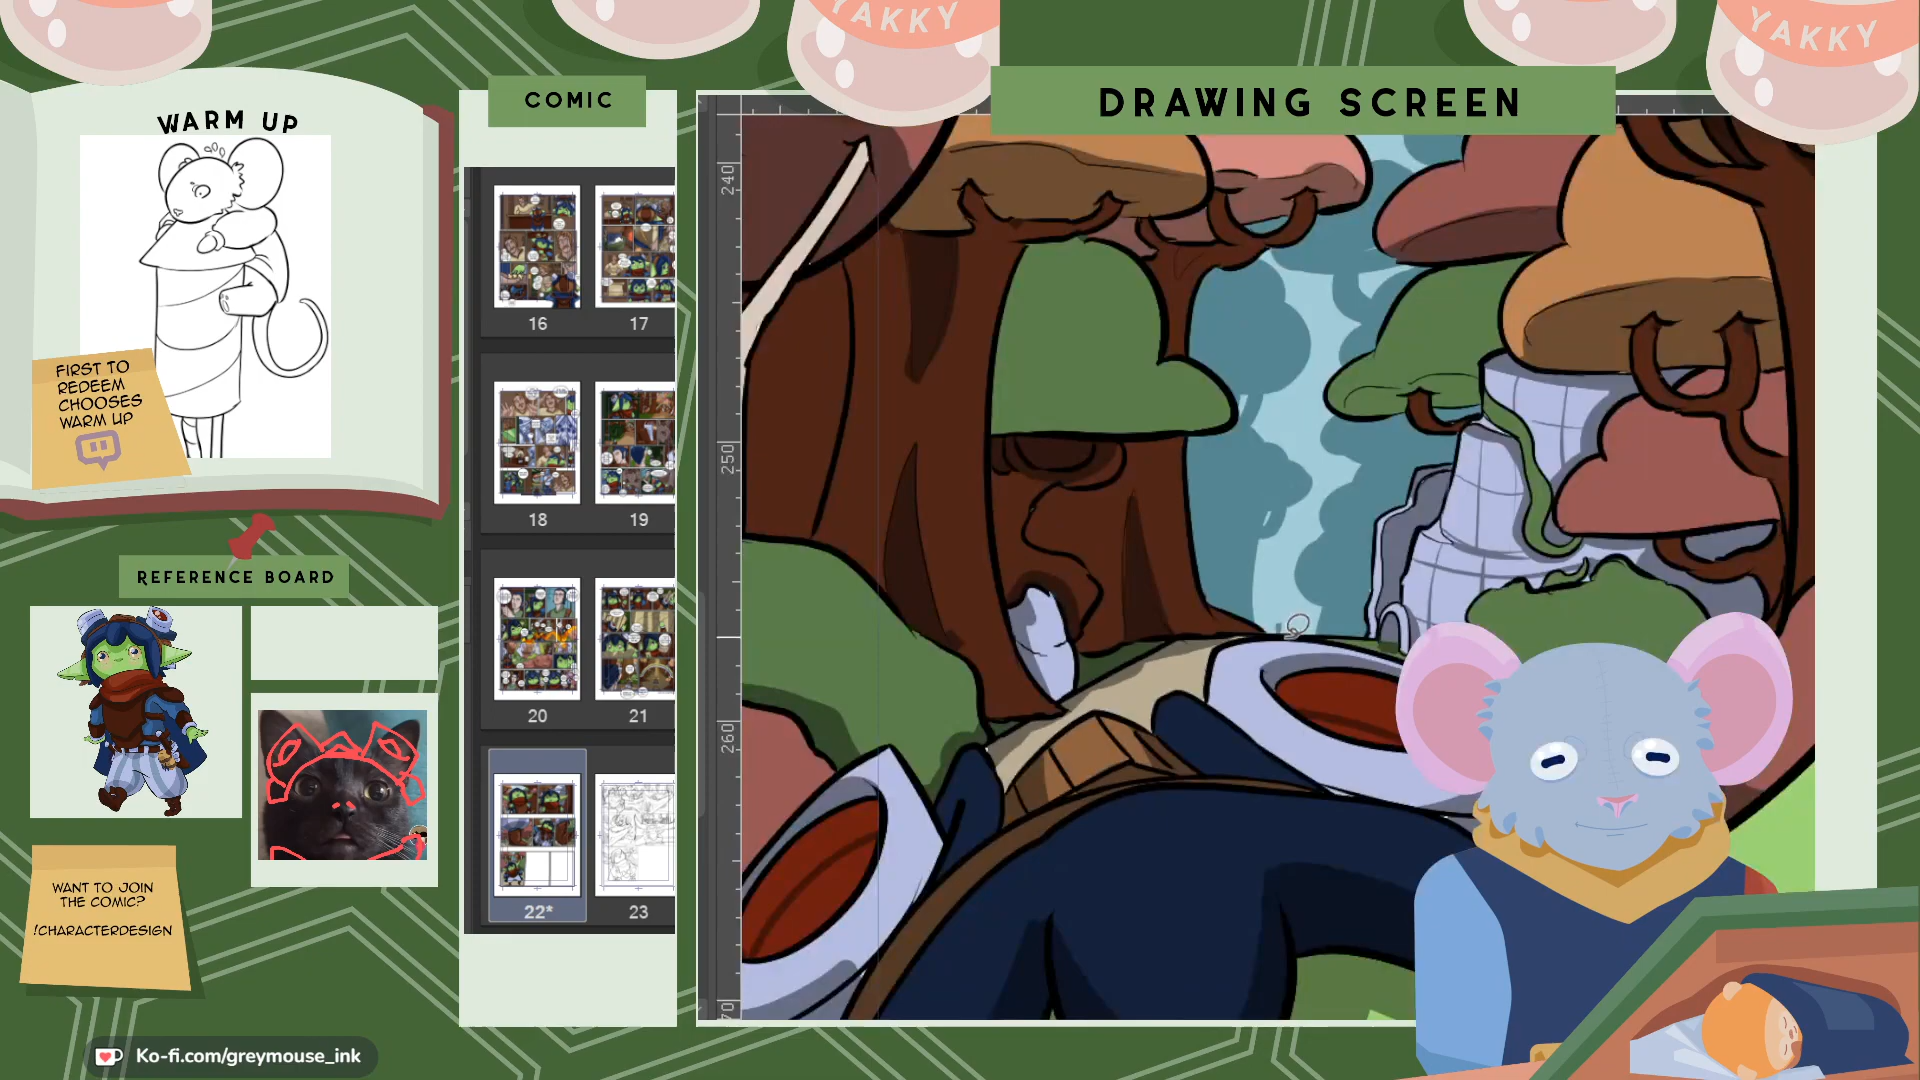 YAKKY
YAKKY
WARM UP
COMIC
DRAWING SCREEN
FIRST TO
REDEEM
CHOOSES
WARM UP
16
17
18
19
20
21
22*
23
240
250
260
70
REFERENCE BOARD
WANT TO JOIN
THE COMIC?
!CHARACTERDESIGN
Ko-fi.com/greymouse_ink